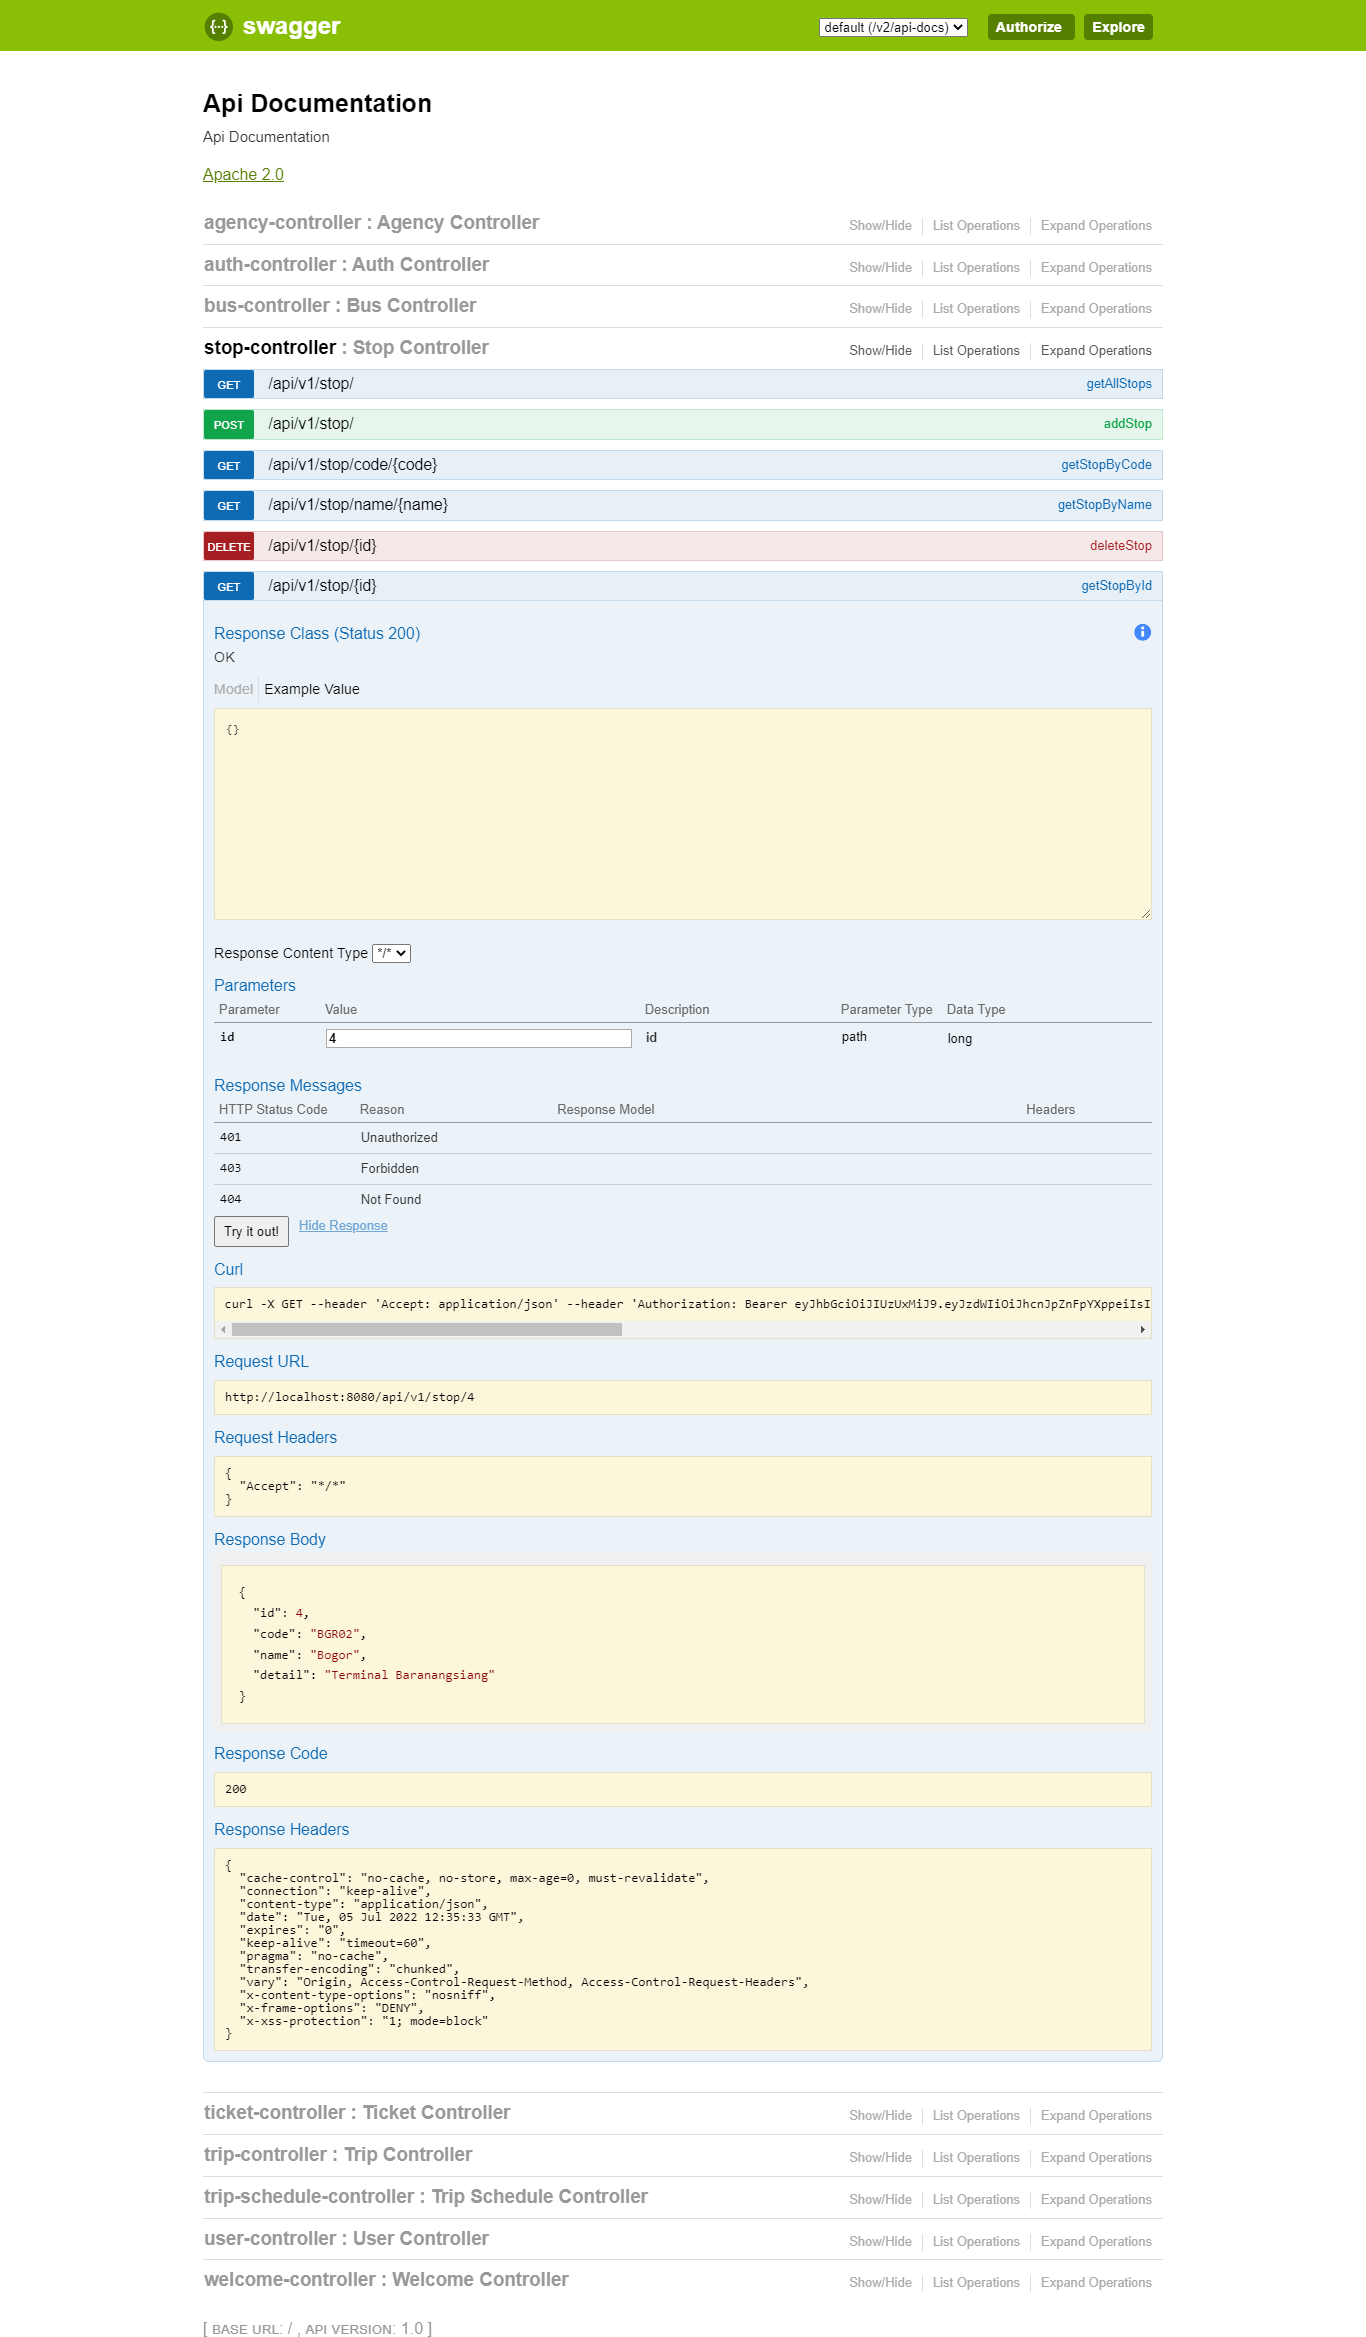 swagger default (/v2/api-docs) Authorize Explore
Api Documentation
Api Documentation
Apache 2.0
agency-controller : Agency Controller Show/Hide List Operations Expand Operations
auth-controller : Auth Controller Show/Hide List Operations Expand Operations
bus-controller : Bus Controller Show/Hide List Operations Expand Operations
stop-controller : Stop Controller Show/Hide List Operations Expand Operations
GET /api/v1/stop/ getAllStops
POST /api/v1/stop/ addStop
GET /api/v1/stop/code/{code} getStopByCode
GET /api/v1/stop/name/{name} getStopByName
DELETE /api/v1/stop/{id} deleteStop
GET /api/v1/stop/{id} getStopById
Response Class (Status 200)
OK
Model Example Value
{}
Response Content Type */*
Parameters
Parameter Value Description Parameter Type Data Type
id 4 id path long
Response Messages
HTTP Status Code Reason Response Model Headers
401 Unauthorized
403 Forbidden
404 Not Found
Try it out! Hide Response
Curl
curl -X GET --header 'Accept: application/json' --header 'Authorization: Bearer eyJhbGciOiJIUzUxMiJ9.eyJzdWIiOiJhcnJpZnFpYXppeiIsI
Request URL
http://localhost:8080/api/v1/stop/4
Request Headers
{
"Accept": "*/*"
}
Response Body
{
"id": 4,
"code": "BGR02",
"name": "Bogor",
"detail": "Terminal Baranangsiang"
}
Response Code
200
Response Headers
{
"cache-control": "no-cache, no-store, max-age=0, must-revalidate",
"connection": "keep-alive",
"content-type": "application/json",
"date": "Tue, 05 Jul 2022 12:35:33 GMT",
"expires": "0",
"keep-alive": "timeout=60",
"pragma": "no-cache",
"transfer-encoding": "chunked",
"vary": "Origin, Access-Control-Request-Method, Access-Control-Request-Headers",
"x-content-type-options": "nosniff",
"x-frame-options": "DENY",
"x-xss-protection": "1; mode=block"
}
ticket-controller : Ticket Controller Show/Hide List Operations Expand Operations
trip-controller : Trip Controller Show/Hide List Operations Expand Operations
trip-schedule-controller : Trip Schedule Controller Show/Hide List Operations Expand Operations
user-controller : User Controller Show/Hide List Operations Expand Operations
welcome-controller : Welcome Controller Show/Hide List Operations Expand Operations
[ BASE URL: / , API VERSION: 1.0 ]